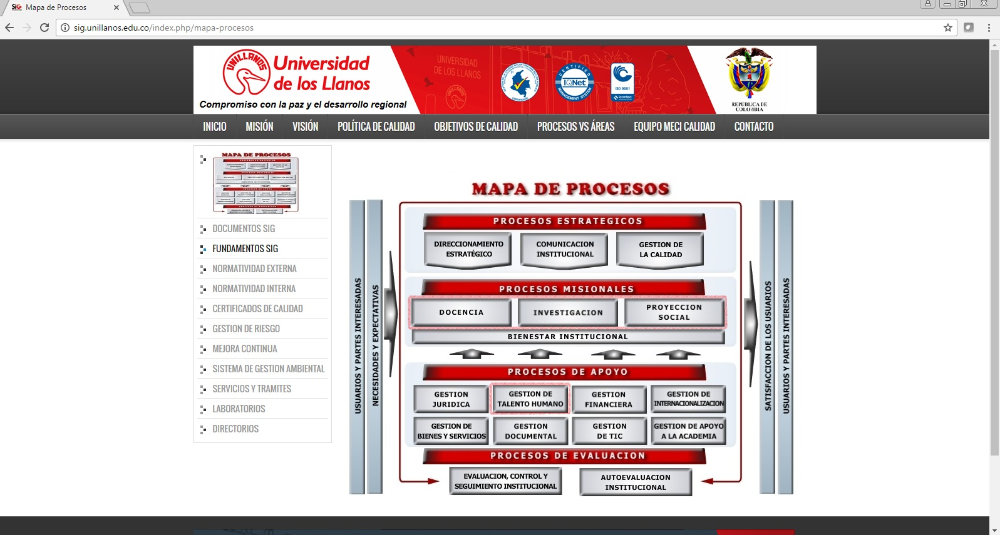 SIG Mapa de Procesos
sig.unillanos.edu.co/index.php/mapa-procesos
UNILLANOS
Universidad
de los Llanos
Compromiso con la paz y el desarrollo regional
UNIVERSIDAD
DE LOS LLANOS
CERTIFIED
IQNet
MANAGEMENT SYSTEM
ISO 9001
icontec
REPÚBLICA DE
COLOMBIA
INICIO
MISIÓN
VISIÓN
POLÍTICA DE CALIDAD
OBJETIVOS DE CALIDAD
PROCESOS VS ÁREAS
EQUIPO MECI CALIDAD
CONTACTO
MAPA DE PROCESOS
DOCUMENTOS SIG
FUNDAMENTOS SIG
NORMATIVIDAD EXTERNA
NORMATIVIDAD INTERNA
CERTIFICADOS DE CALIDAD
GESTION DE RIESGO
MEJORA CONTINUA
SISTEMA DE GESTION AMBIENTAL
SERVICIOS Y TRAMITES
LABORATORIOS
DIRECTORIOS
MAPA DE PROCESOS
USUARIOS Y PARTES INTERESADAS
NECESIDADES Y EXPECTATIVAS
PROCESOS ESTRATEGICOS
DIRECCIONAMIENTO
ESTRATÉGICO
COMUNICACION
INSTITUCIONAL
GESTION DE
LA CALIDAD
PROCESOS MISIONALES
DOCENCIA
INVESTIGACION
PROYECCION
SOCIAL
BIENESTAR INSTITUCIONAL
PROCESOS DE APOYO
GESTION
JURIDICA
GESTION DE
TALENTO HUMANO
GESTION
FINANCIERA
GESTION DE
INTERNACIONALIZACION
GESTION DE
BIENES Y SERVICIOS
GESTION
DOCUMENTAL
GESTION
DE TIC
GESTION DE APOYO
A LA ACADEMIA
PROCESOS DE EVALUACION
EVALUACION, CONTROL Y
SEGUIMIENTO INSTITUCIONAL
AUTOEVALUACION
INSTITUCIONAL
SATISFACCION DE LOS USUARIOS
USUARIOS Y PARTES INTERESADAS